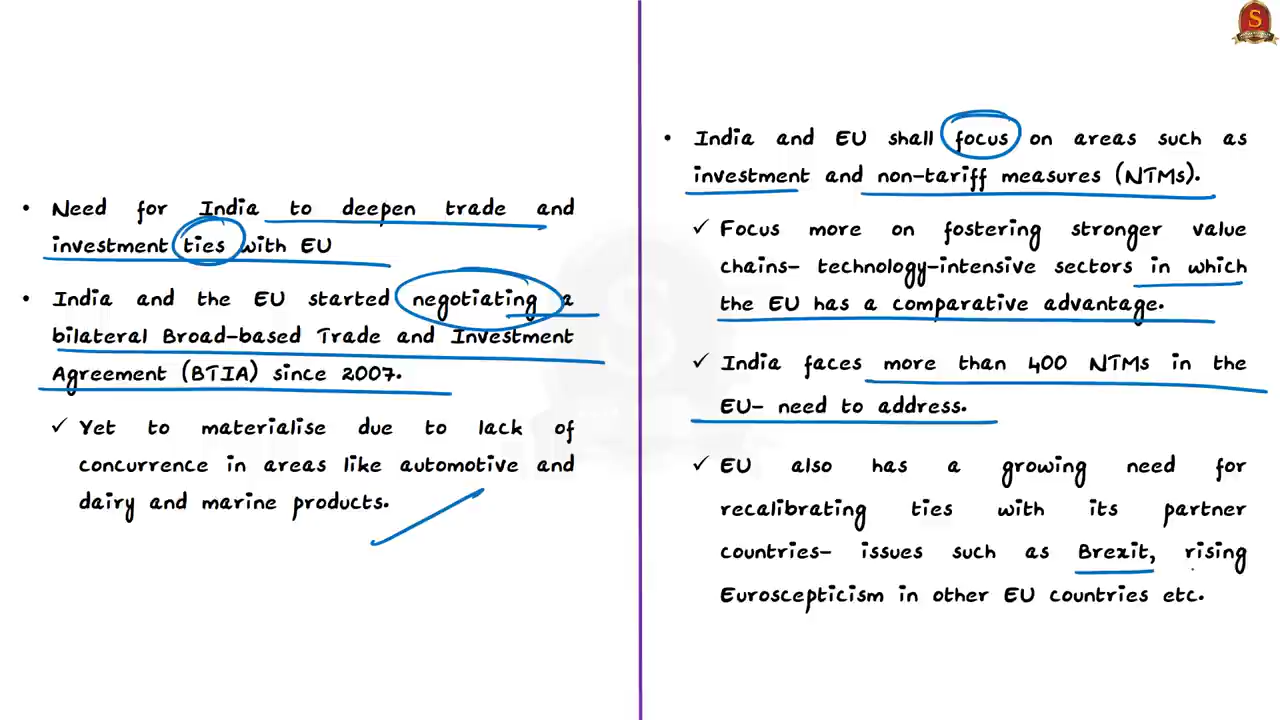 • Need for India to deepen trade and
investment ties with EU
• India and the EU started negotiating a
bilateral Broad-based Trade and Investment
Agreement (BTIA) since 2007.
✓ Yet to materialise due to lack of
concurrence in areas like automotive and
dairy and marine products.
• India and EU shall focus on areas such as
investment and non-tariff measures (NTMs).
✓ Focus more on fostering stronger value
chains- technology-intensive sectors in which
the EU has a comparative advantage.
✓ India faces more than 400 NTMs in the
EU- need to address.
✓ EU also has a growing need for
recalibrating ties with its partner
countries- issues such as Brexit, rising
Euroscepticism in other EU countries etc.
S